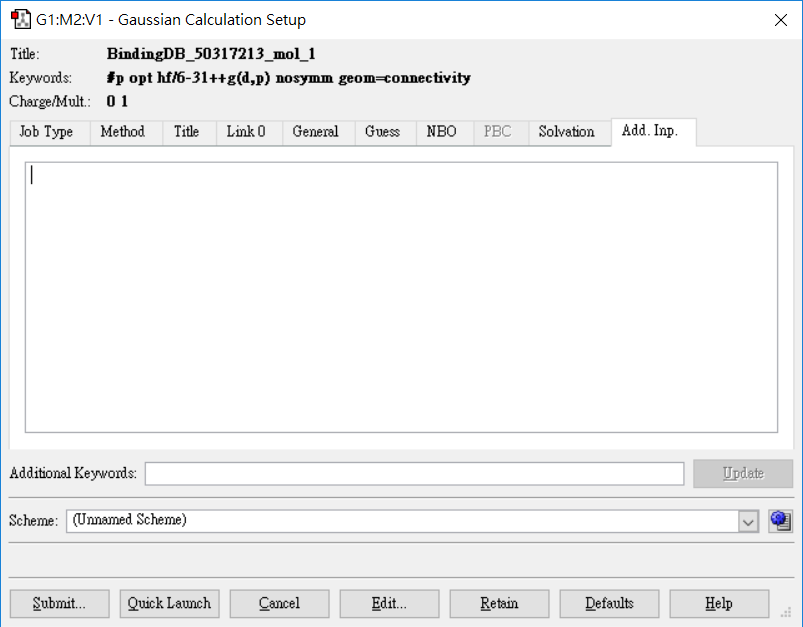 G1:M2:V1 - Gaussian Calculation Setup
Title: BindingDB_50317213_mol_1
Keywords: #p opt hf/6-31++g(d,p) nosymm geom=connectivity
Charge/Mult.: 0 1
Job Type Method Title Link 0 General Guess NBO PBC Solvation Add. Inp.
Additional Keywords: Update
Scheme: (Unnamed Scheme)
Submit... Quick Launch Cancel Edit... Retain Defaults Help